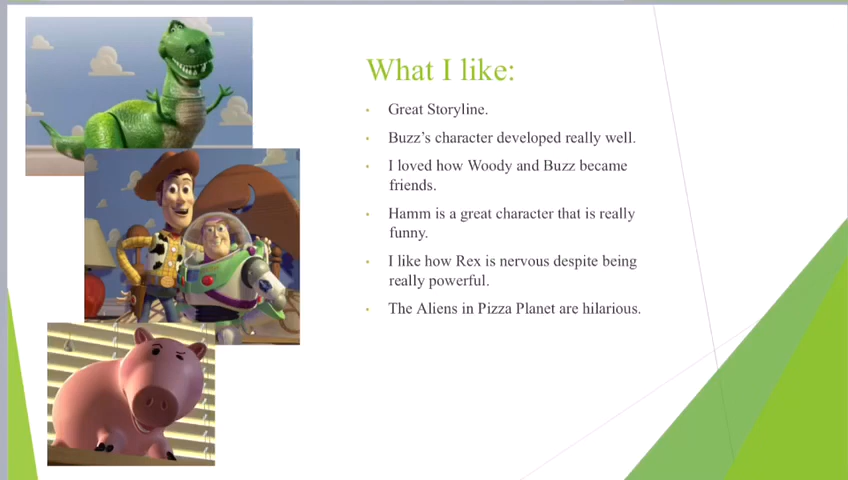 What I like:
Great Storyline.
Buzz’s character developed really well.
I loved how Woody and Buzz became
friends.
Hamm is a great character that is really
funny.
I like how Rex is nervous despite being
really powerful.
The Aliens in Pizza Planet are hilarious.